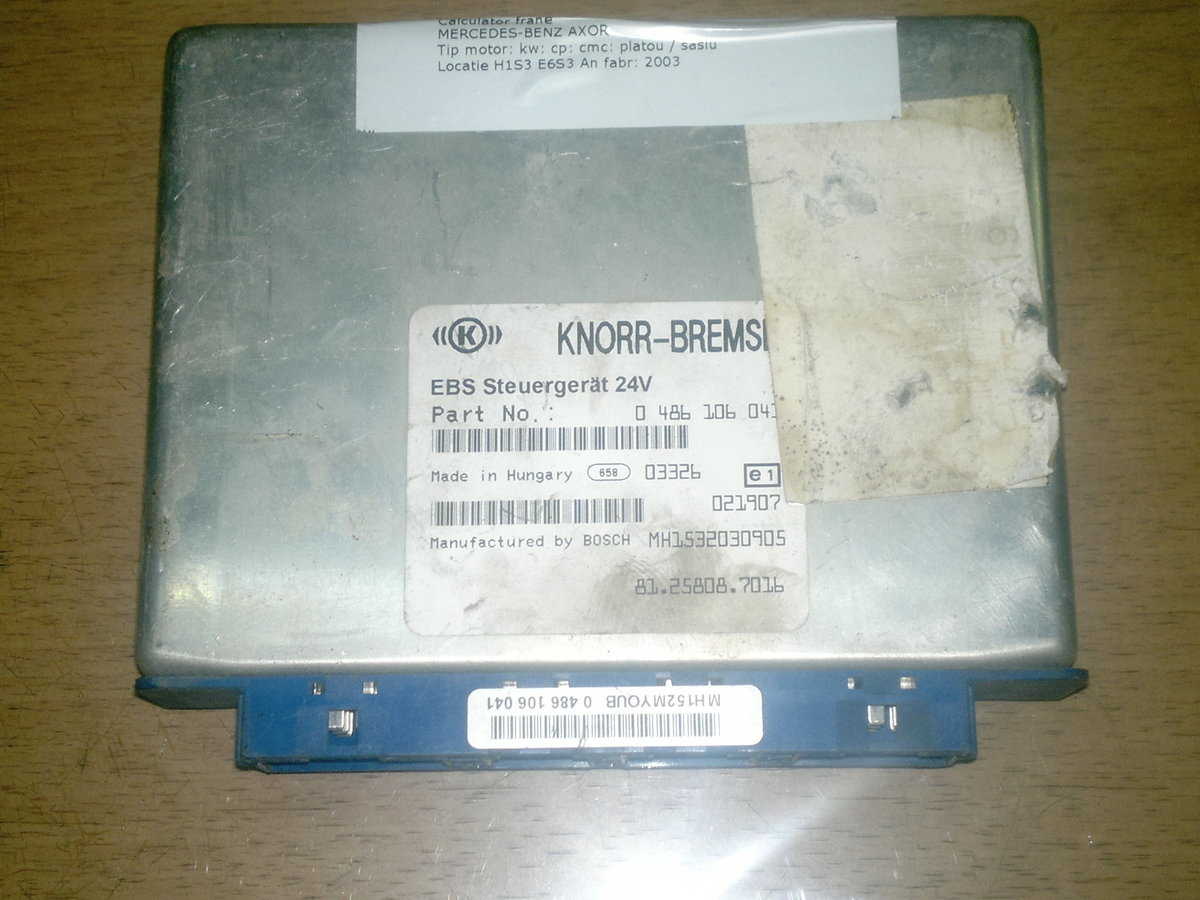 Calculator frane
MERCEDES-BENZ AXOR
Tip motor: kw: cp: cmc: platou / sasiu
Locatie H1S3 E6S3 An fabr: 2003
K KNORR-BREMSE
EBS Steuergerät 24V
Part No.: 0 486 106 041
Made in Hungary 658 03326 e1
021907
Manufactured by BOSCH MH1532030905
81.25808.7016
MH152MYOUB 0 486 106 041